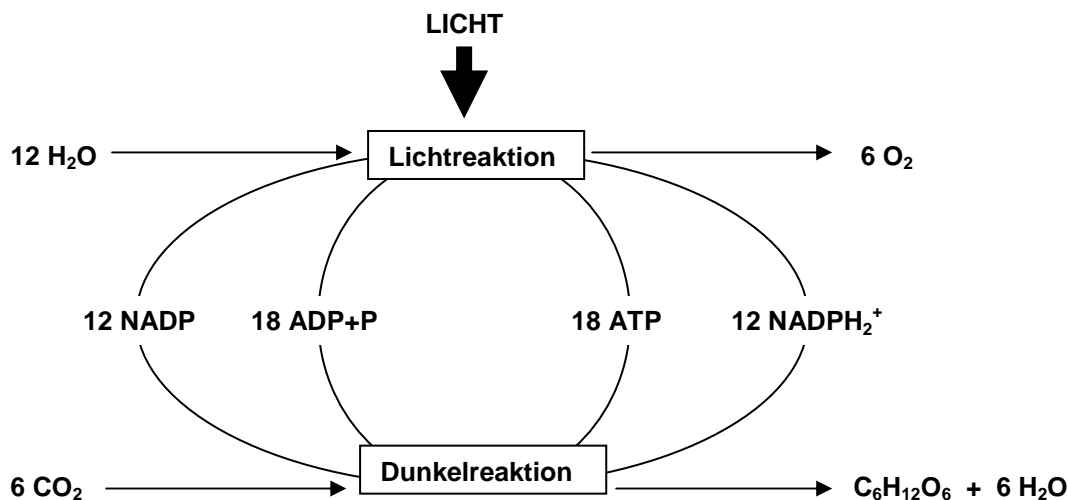 LICHT
12 H₂O Lichtreaktion 6 O₂
12 NADP 18 ADP+P 18 ATP 12 NADPH₂⁺
6 CO₂ Dunkelreaktion C₆H₁₂O₆ + 6 H₂O